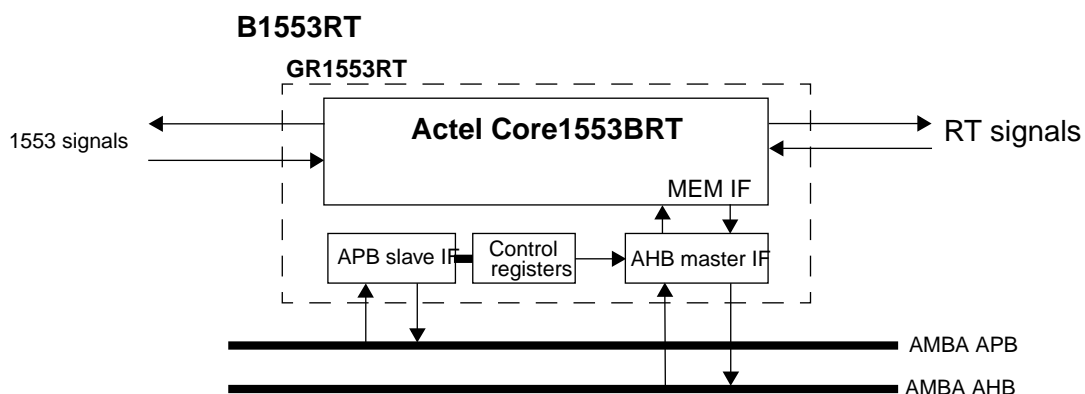 B1553RT
GR1553RT
Actel Core1553BRT
1553 signals
RT signals
MEM IF
APB slave IF
Control
registers
AHB master IF
AMBA APB
AMBA AHB